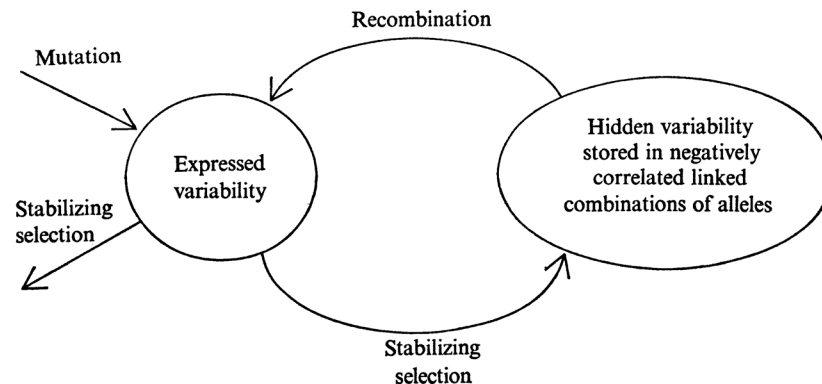 Recombination
Mutation
Expressed
variability
Hidden variability
stored in negatively
correlated linked
combinations of alleles
Stabilizing
selection
Stabilizing
selection